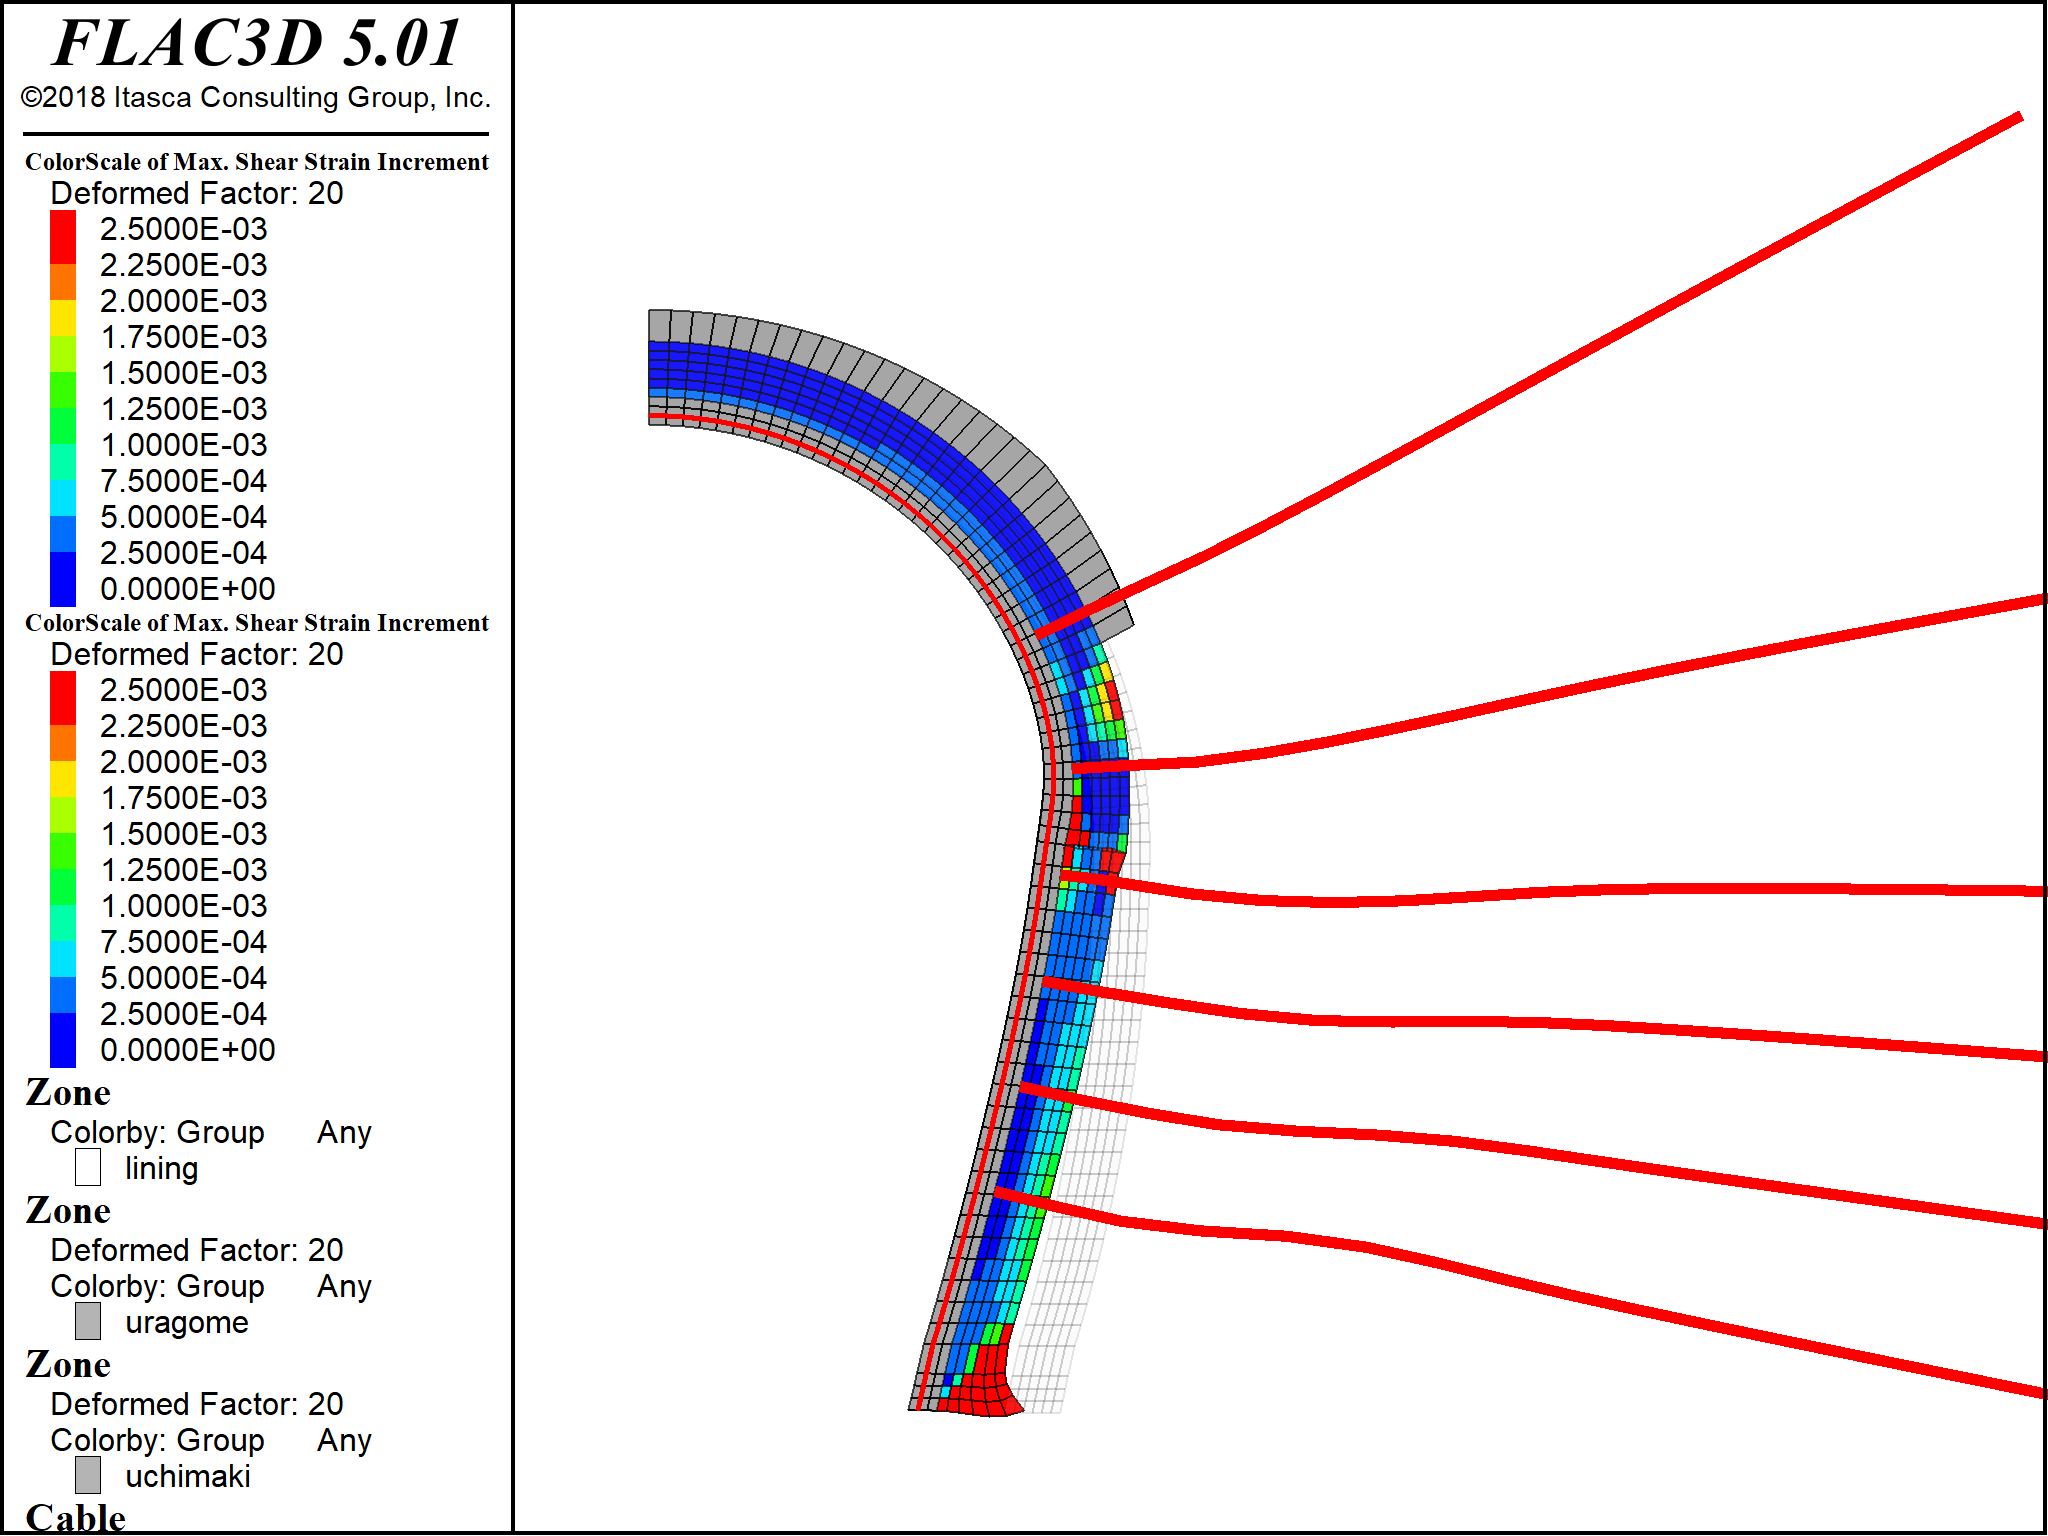 FLAC3D 5.01
©2018 Itasca Consulting Group, Inc.
ColorScale of Max. Shear Strain Increment
Deformed Factor: 20
2.5000E-03
2.2500E-03
2.0000E-03
1.7500E-03
1.5000E-03
1.2500E-03
1.0000E-03
7.5000E-04
5.0000E-04
2.5000E-04
0.0000E+00
ColorScale of Max. Shear Strain Increment
Deformed Factor: 20
2.5000E-03
2.2500E-03
2.0000E-03
1.7500E-03
1.5000E-03
1.2500E-03
1.0000E-03
7.5000E-04
5.0000E-04
2.5000E-04
0.0000E+00
Zone
Colorby: Group Any
lining
Zone
Deformed Factor: 20
Colorby: Group Any
uragome
Zone
Deformed Factor: 20
Colorby: Group Any
uchimaki
Cable